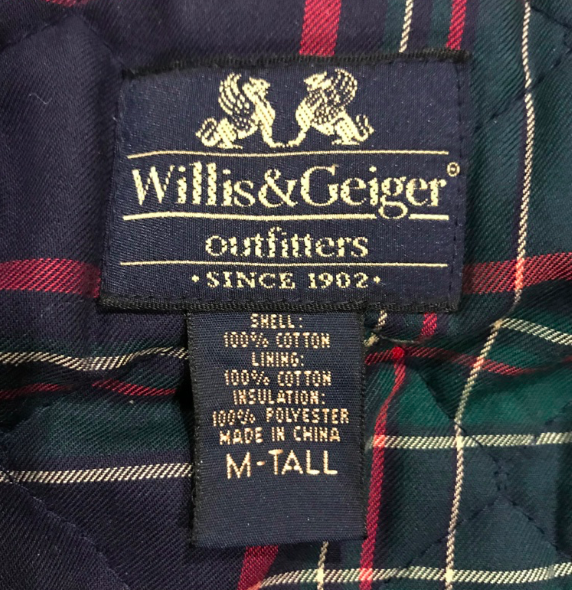 Willis&Geiger®
outfitters
•SINCE 1902•
SHELL:
100% COTTON
LINING:
100% COTTON
INSULATION:
100% POLYESTER
MADE IN CHINA
M-TALL